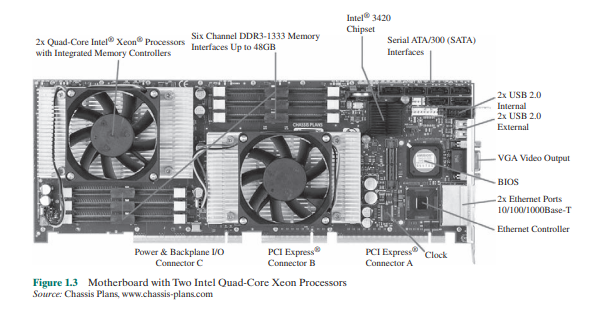 Intel® 3420
Chipset
2x Quad-Core Intel® Xeon® Processors
with Integrated Memory Controllers
Six Channel DDR3-1333 Memory
Interfaces Up to 48GB
Serial ATA/300 (SATA)
Interfaces
2x USB 2.0
Internal
2x USB 2.0
External
CHASSIS PLANS
VGA Video Output
BIOS
2x Ethernet Ports
10/100/1000Base-T
Ethernet Controller
Power & Backplane I/O
Connector C
PCI Express®
Connector B
PCI Express®
Connector A
Clock
Figure 1.3 Motherboard with Two Intel Quad-Core Xeon Processors
Source: Chassis Plans, www.chassis-plans.com